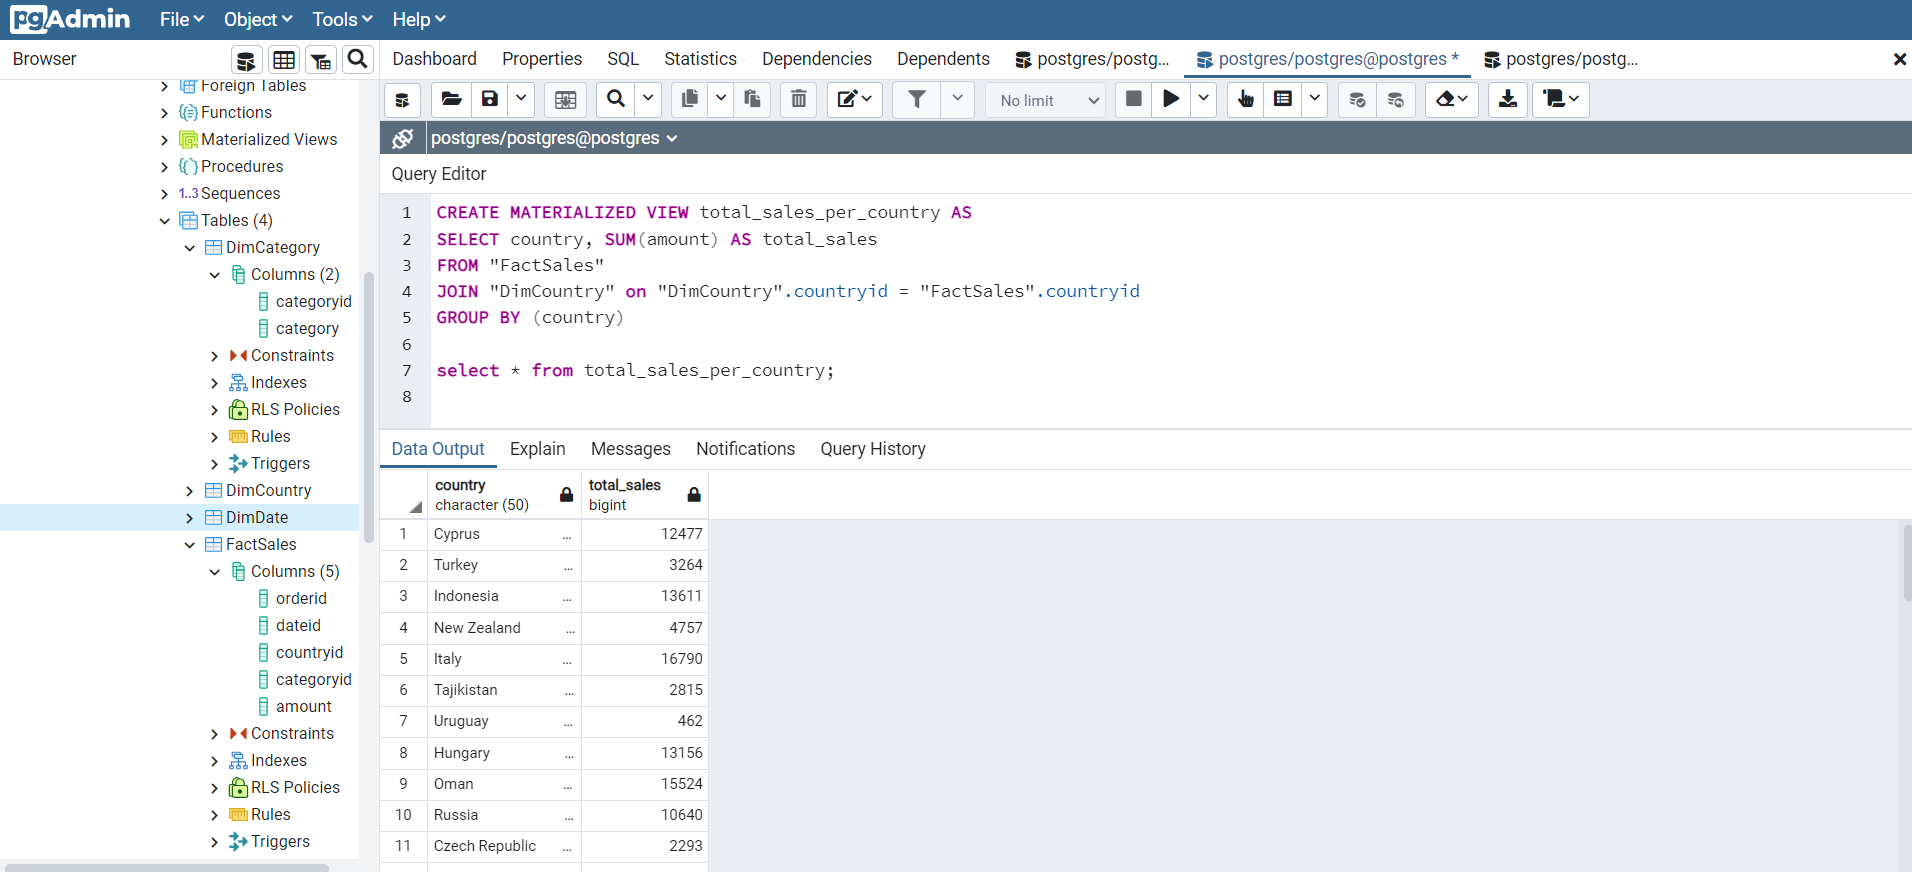 pgAdmin File Object Tools Help
Browser
Dashboard Properties SQL Statistics Dependencies Dependents postgres/postg... postgres/postgres@postgres * postgres/postg...
No limit
postgres/postgres@postgres
Query Editor
Foreign Tables
{} Functions
Materialized Views
{} Procedures
1..3 Sequences
Tables (4)
DimCategory
Columns (2)
categoryid
category
Constraints
Indexes
RLS Policies
Rules
Triggers
DimCountry
DimDate
FactSales
Columns (5)
orderid
dateid
countryid
categoryid
amount
Constraints
Indexes
RLS Policies
Rules
Triggers
1 CREATE MATERIALIZED VIEW total_sales_per_country AS
2 SELECT country, SUM(amount) AS total_sales
3 FROM "FactSales"
4 JOIN "DimCountry" on "DimCountry".countryid = "FactSales".countryid
5 GROUP BY (country)
6
7 select * from total_sales_per_country;
8
Data Output Explain Messages Notifications Query History
country total_sales
character (50) bigint
1 Cyprus ... 12477
2 Turkey ... 3264
3 Indonesia ... 13611
4 New Zealand ... 4757
5 Italy ... 16790
6 Tajikistan ... 2815
7 Uruguay ... 462
8 Hungary ... 13156
9 Oman ... 15524
10 Russia ... 10640
11 Czech Republic ... 2293